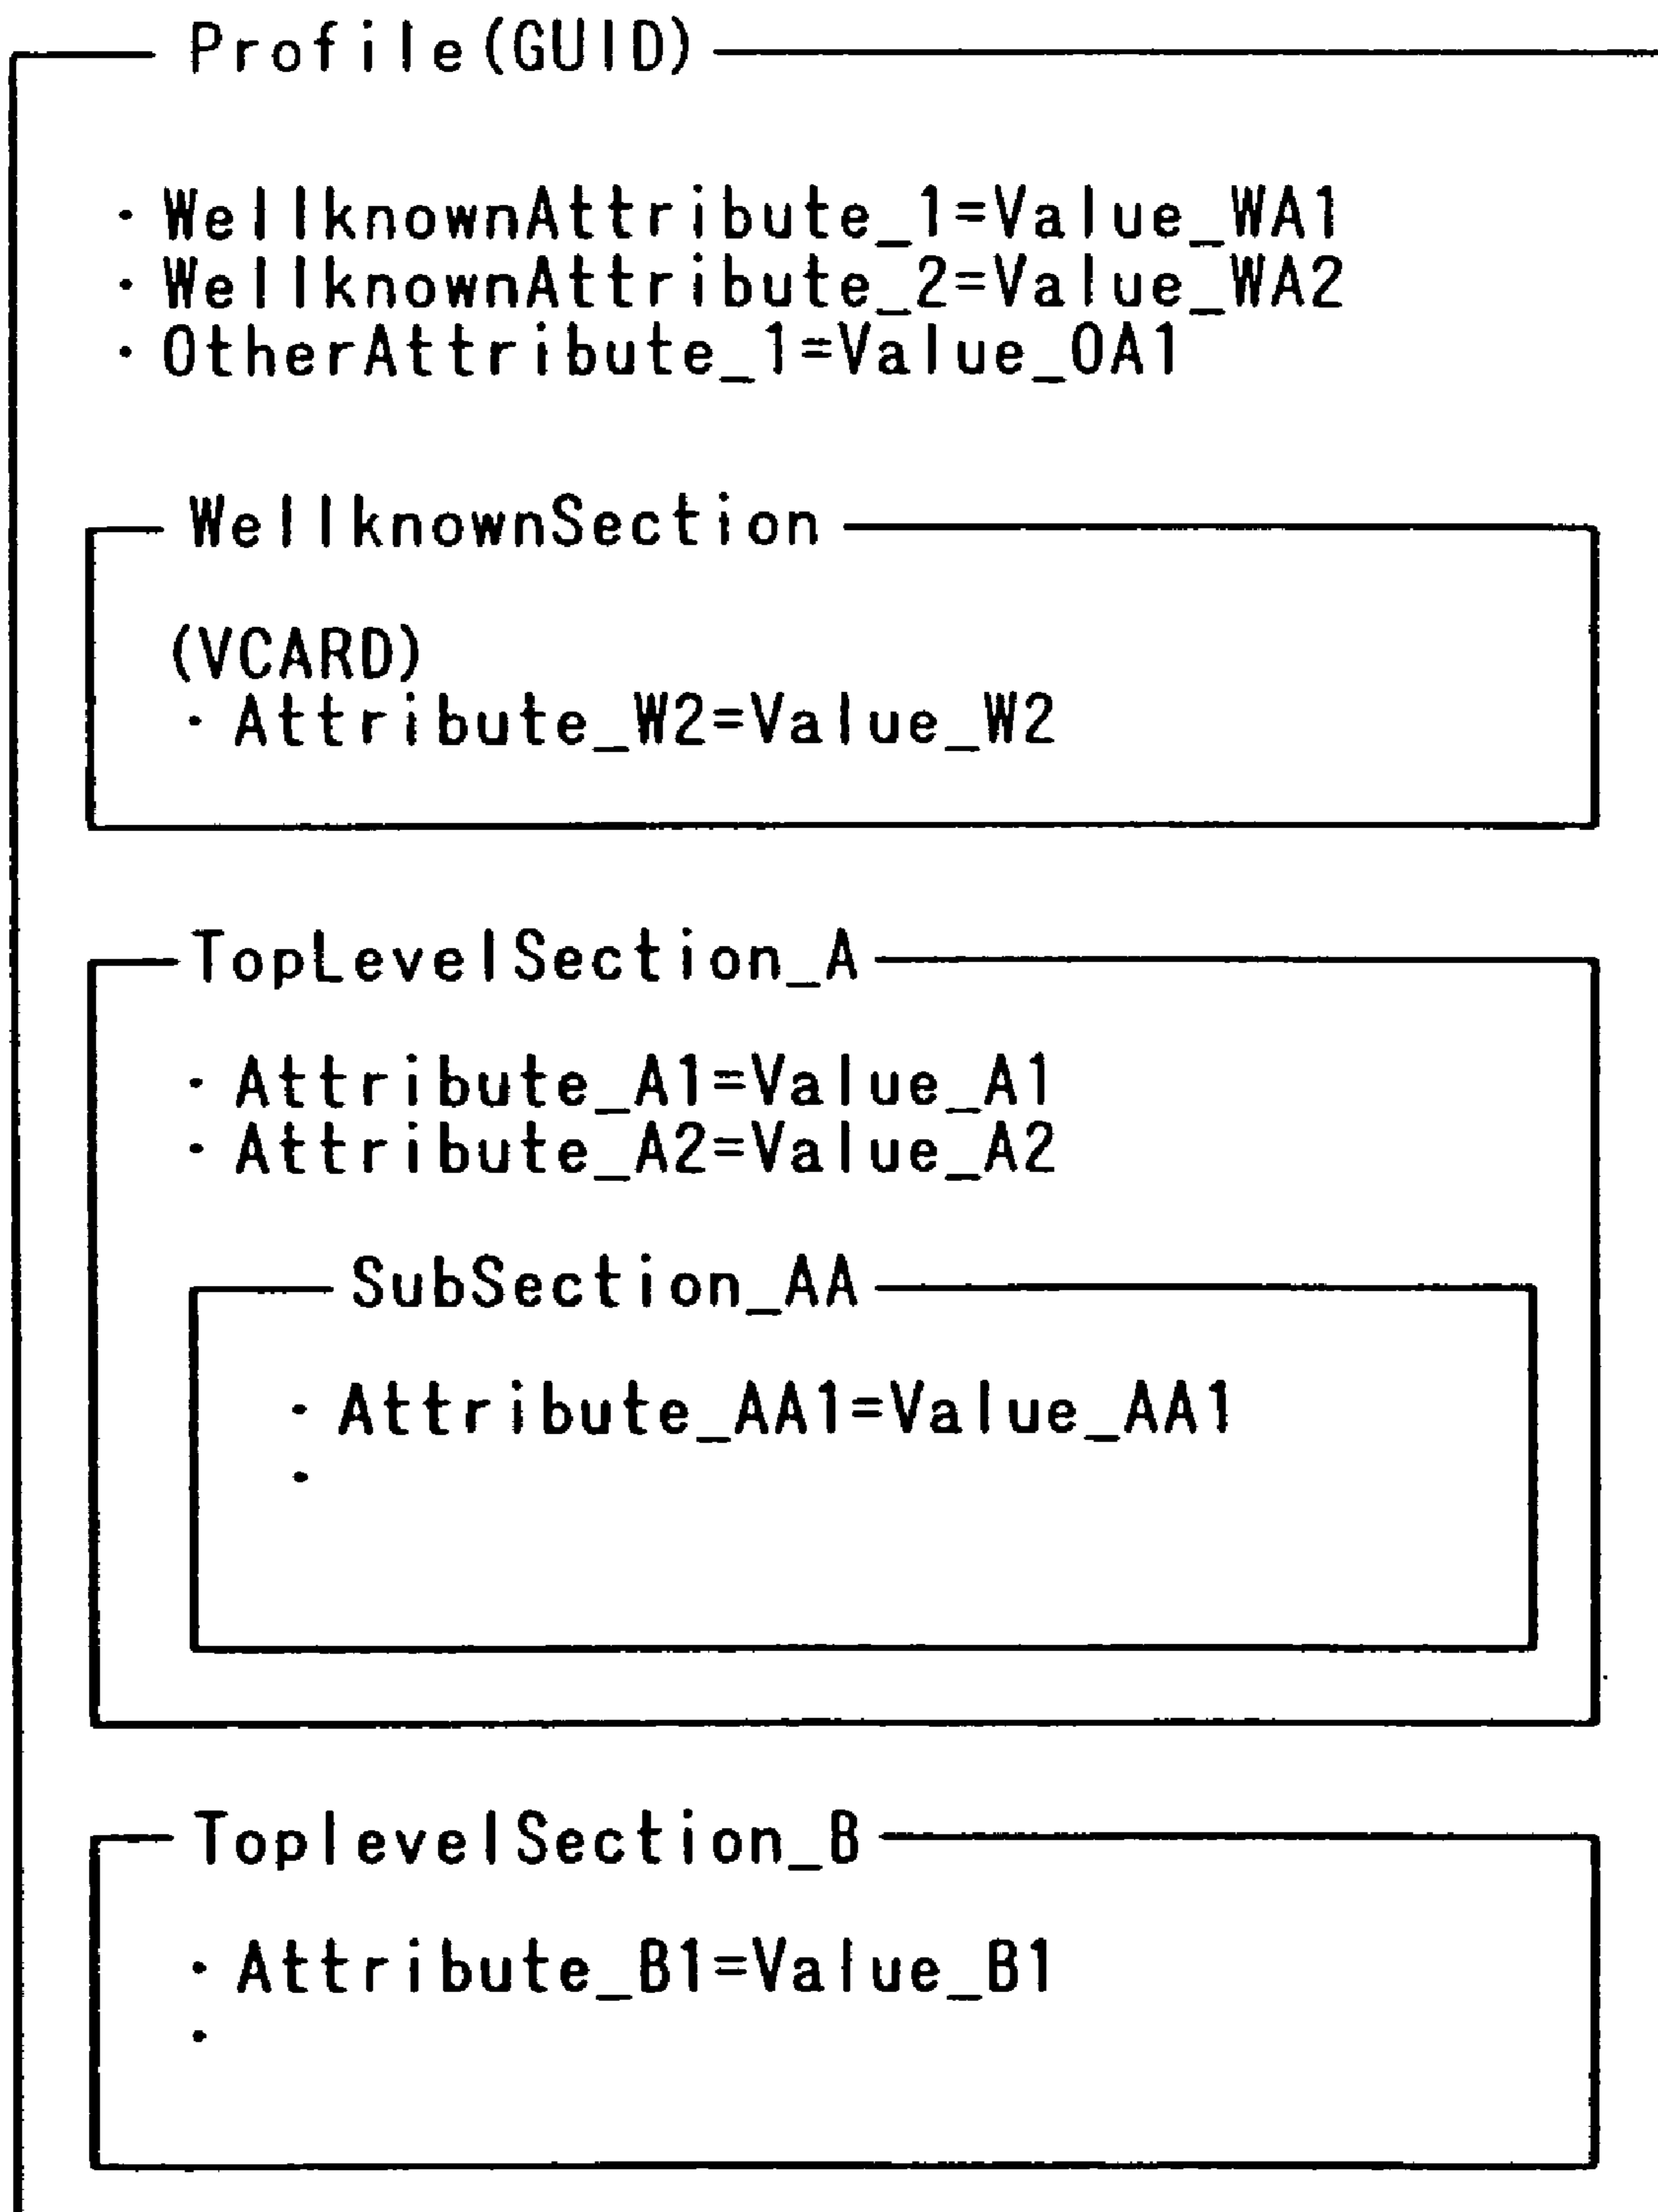 Profile(GUID)
・WellknownAttribute_1=Value_WA1
・WellknownAttribute_2=Value_WA2
・OtherAttribute_1=Value_OA1
WellknownSection
(VCARD)
・Attribute_W2=Value_W2
TopLevelSection_A
・Attribute_A1=Value_A1
・Attribute_A2=Value_A2
SubSection_AA
・Attribute_AA1=Value_AA1
・
ToplevelSection_B
・Attribute_B1=Value_B1
・